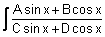 ∫ A sin x + B cos x / C sin x + D cos x